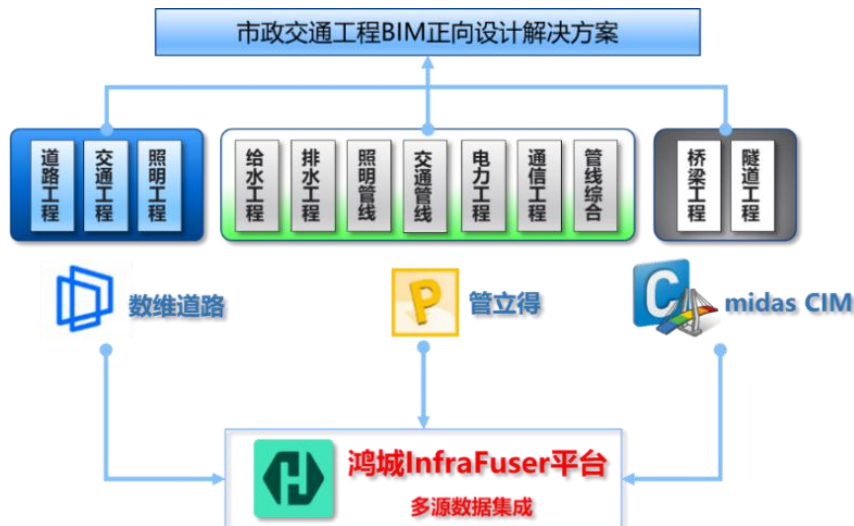 市政交通工程BIM正向设计解决方案
道路工程
交通工程
照明工程
给水工程
排水工程
照明管线
交通管线
电力工程
通信工程
管线综合
桥梁工程
隧道工程
数维道路
P
管立得
C
midas CIM
鸿城InfraFuser平台
多源数据集成